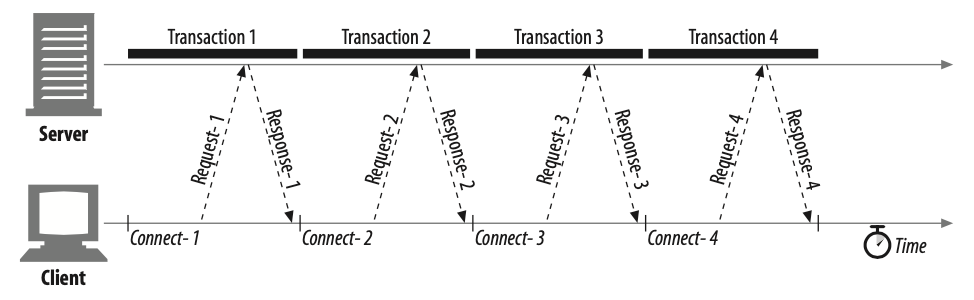 Transaction 1
Transaction 2
Transaction 3
Transaction 4
Server
Request-1
Response-1
Request-2
Response-2
Request-3
Response-3
Request-4
Response-4
Connect-1
Connect-2
Connect-3
Connect-4
Time
Client